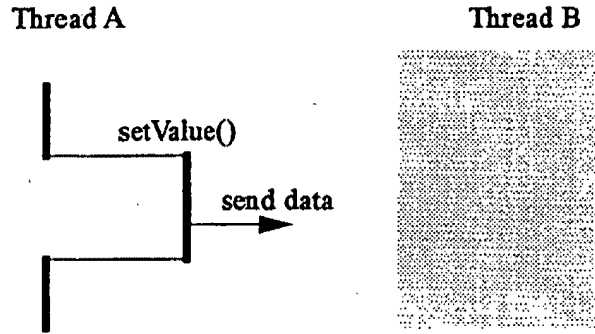 Thread A
Thread B
setValue()
send data